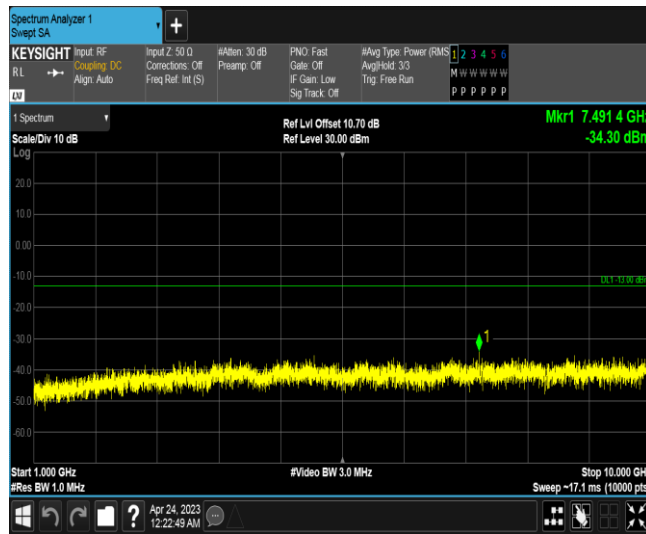 Spectrum Analyzer 1
Swept SA
KEYSIGHT Input: RF Input Z: 50 Ω #Atten: 30 dB PNO: Fast #Avg Type: Power (RMS 1 2 3 4 5 6
RL Coupling: DC Corrections: Off Preamp: Off Gate: Off Avg|Hold: 3/3 M W W W W W
Align: Auto Freq Ref: Int (S) IF Gain: Low Trig: Free Run
LXI Sig Track: Off P P P P P P
1 Spectrum Ref Lvl Offset 10.70 dB Mkr1 7.491 4 GHz
Scale/Div 10 dB Ref Level 30.00 dBm -34.30 dBm
Log
20.0
10.0
0.00
-10.0
DL1 -13.00 dBm
-20.0
-30.0
1
-40.0
-50.0
-60.0
Start 1.000 GHz #Video BW 3.0 MHz Stop 10.000 GH
#Res BW 1.0 MHz Sweep ~17.1 ms (10000 pts
? Apr 24, 2023
12:22:49 AM